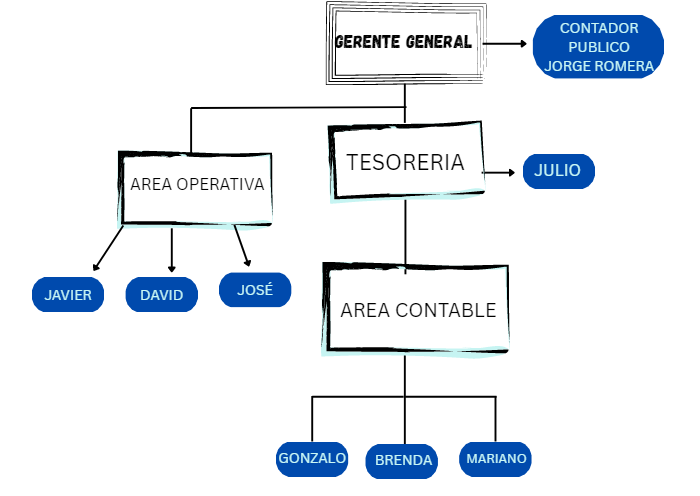 GERENTE GENERAL
CONTADOR
PUBLICO
JORGE ROMERA
TESORERIA
JULIO
AREA OPERATIVA
JAVIER
DAVID
JOSÉ
AREA CONTABLE
GONZALO
BRENDA
MARIANO